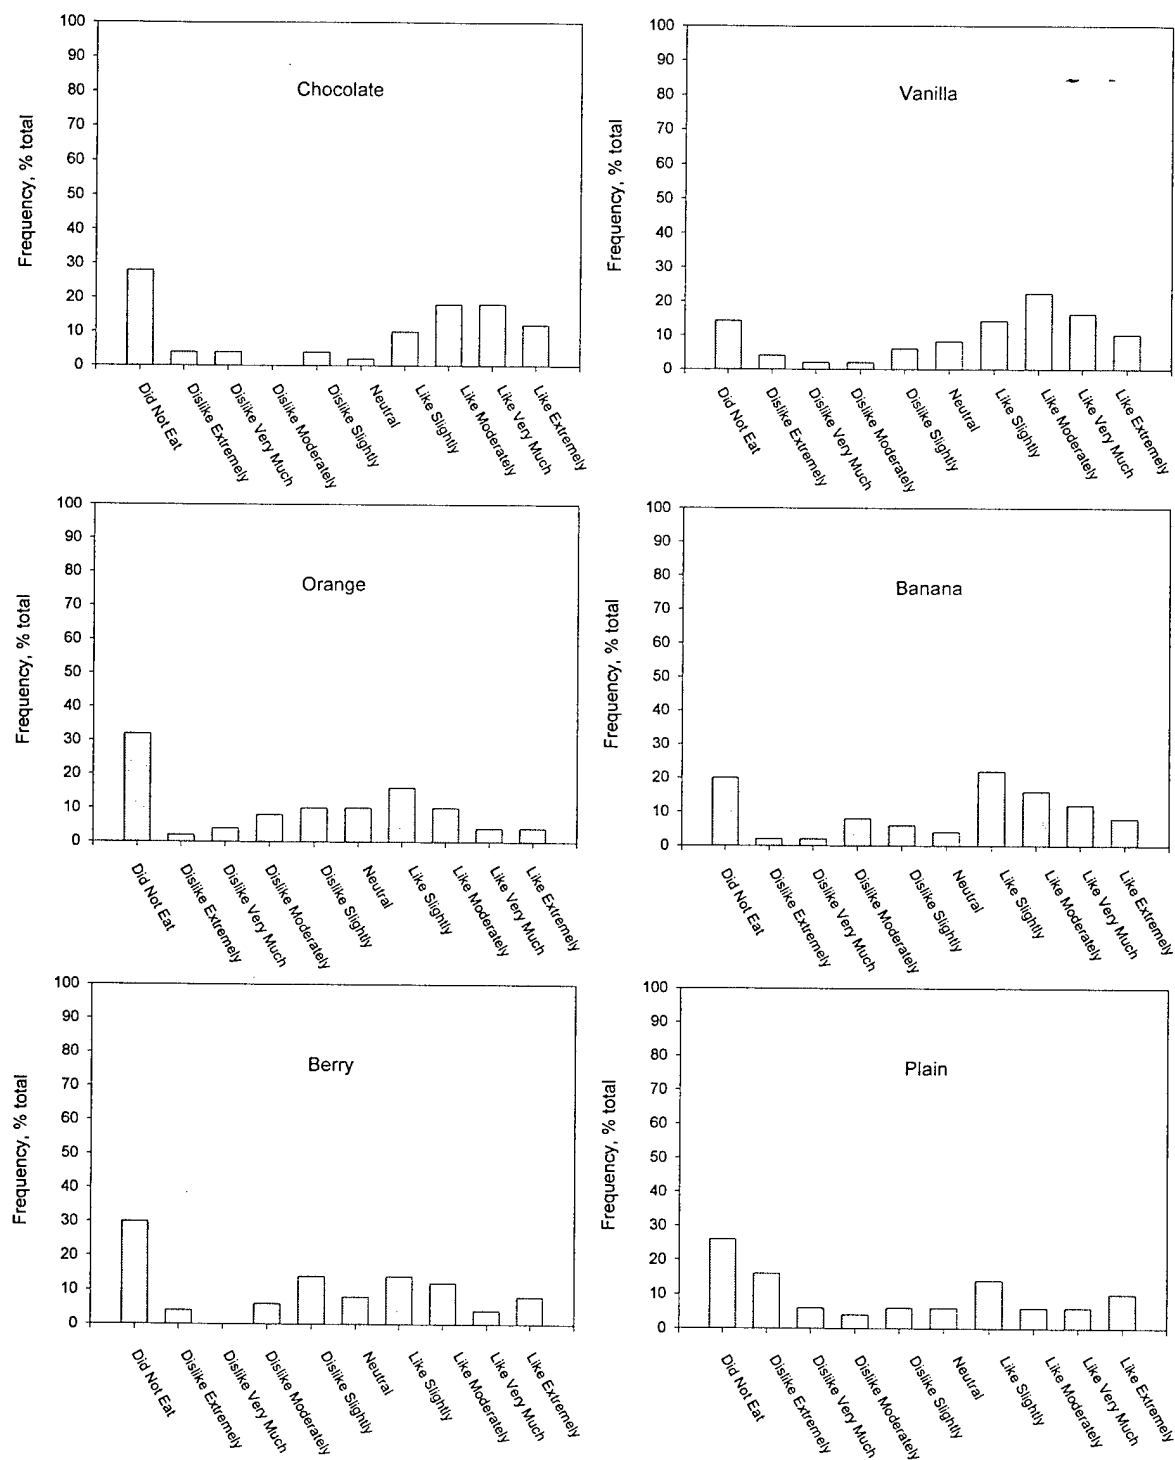 Chocolate
Frequency, % total
100
90
80
70
60
50
40
30
20
10
0
Did Not Eat
Dislike Extremely
Dislike Very Much
Dislike Moderately
Dislike Slightly
Neutral
Like Slightly
Like Moderately
Like Very Much
Like Extremely
Vanilla
Frequency, % total
100
90
80
70
60
50
40
30
20
10
0
Did Not Eat
Dislike Extremely
Dislike Very Much
Dislike Moderately
Dislike Slightly
Neutral
Like Slightly
Like Moderately
Like Very Much
Like Extremely
Orange
Frequency, % total
100
90
80
70
60
50
40
30
20
10
0
Did Not Eat
Dislike Extremely
Dislike Very Much
Dislike Moderately
Dislike Slightly
Neutral
Like Slightly
Like Moderately
Like Very Much
Like Extremely
Banana
Frequency, % total
100
90
80
70
60
50
40
30
20
10
0
Did Not Eat
Dislike Extremely
Dislike Very Much
Dislike Moderately
Dislike Slightly
Neutral
Like Slightly
Like Moderately
Like Very Much
Like Extremely
Berry
Frequency, % total
100
90
80
70
60
50
40
30
20
10
0
Did Not Eat
Dislike Extremely
Dislike Very Much
Dislike Moderately
Dislike Slightly
Neutral
Like Slightly
Like Moderately
Like Very Much
Like Extremely
Plain
Frequency, % total
100
90
80
70
60
50
40
30
20
10
0
Did Not Eat
Dislike Extremely
Dislike Very Much
Dislike Moderately
Dislike Slightly
Neutral
Like Slightly
Like Moderately
Like Very Much
Like Extremely